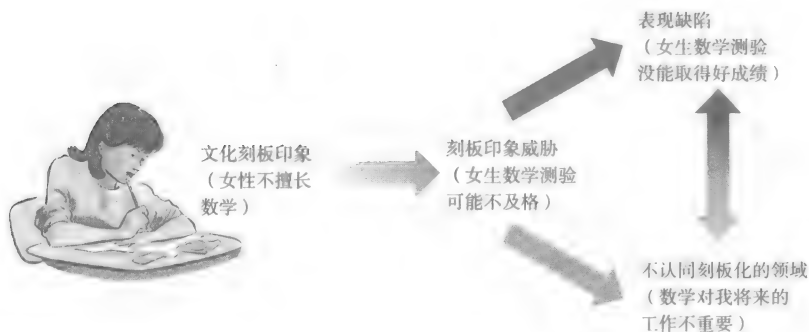 文化刻板印象
（女性不擅长
数学）
刻板印象威胁
（女生数学测验
可能不及格）
表现缺陷
（女生数学测验
没能取得好成绩）
不认同刻板化的领域
（数学对我将来的
工作不重要）